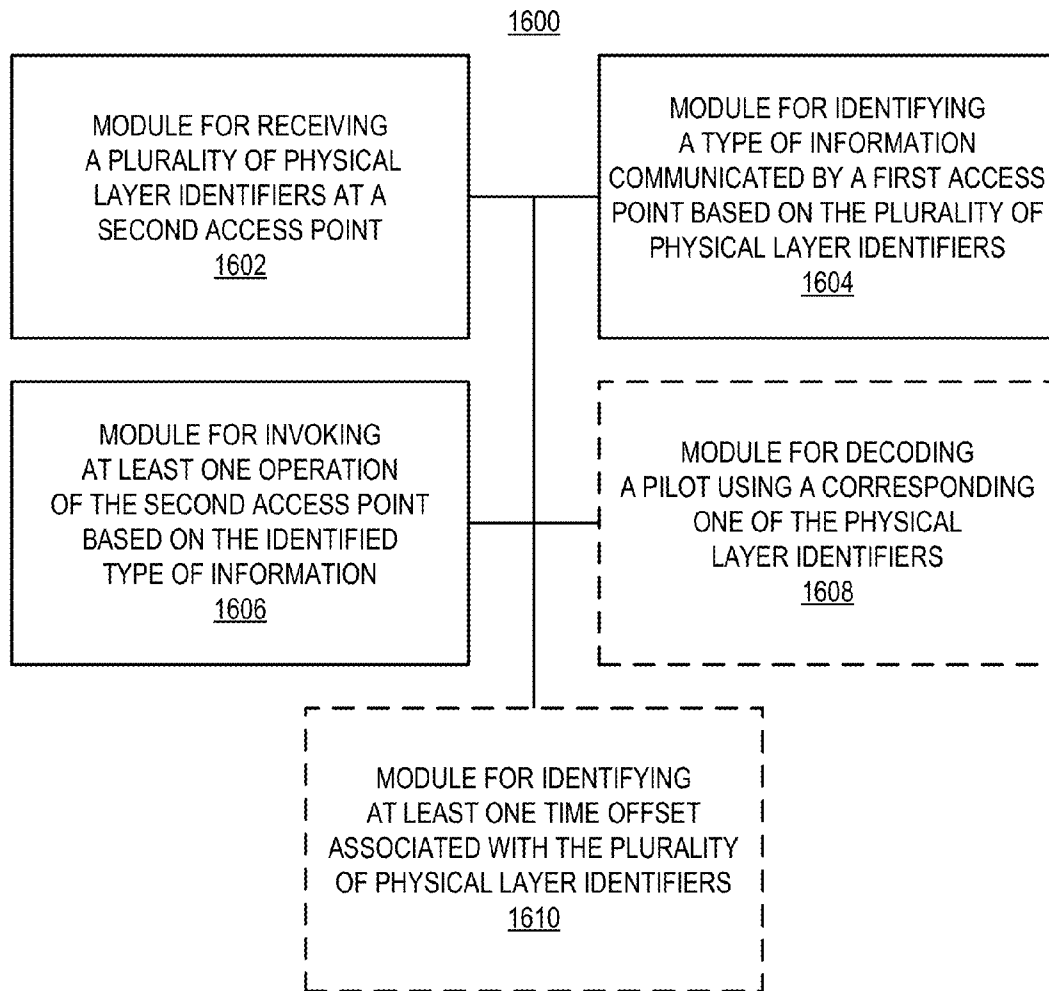 1600
MODULE FOR RECEIVING
A PLURALITY OF PHYSICAL
LAYER IDENTIFIERS AT A
SECOND ACCESS POINT
1602
MODULE FOR IDENTIFYING
A TYPE OF INFORMATION
COMMUNICATED BY A FIRST ACCESS
POINT BASED ON THE PLURALITY OF
PHYSICAL LAYER IDENTIFIERS
1604
MODULE FOR INVOKING
AT LEAST ONE OPERATION
OF THE SECOND ACCESS POINT
BASED ON THE IDENTIFIED
TYPE OF INFORMATION
1606
MODULE FOR DECODING
A PILOT USING A CORRESPONDING
ONE OF THE PHYSICAL
LAYER IDENTIFIERS
1608
MODULE FOR IDENTIFYING
AT LEAST ONE TIME OFFSET
ASSOCIATED WITH THE PLURALITY
OF PHYSICAL LAYER IDENTIFIERS
1610